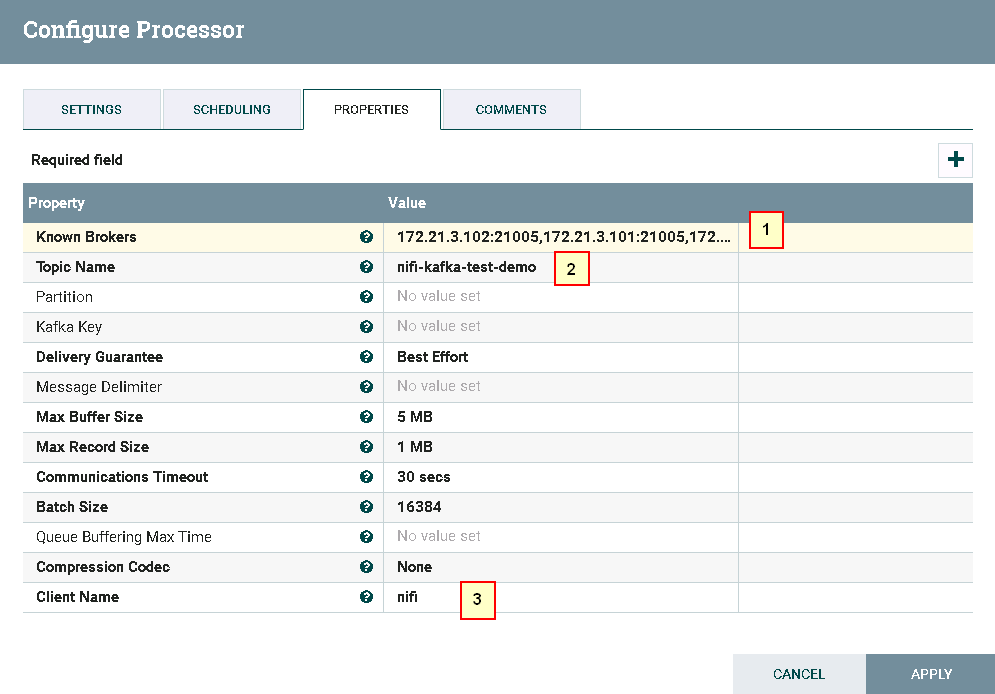 Configure Processor
SETTINGS SCHEDULING PROPERTIES COMMENTS
Required field
Property Value
Known Brokers 172.21.3.102:21005,172.21.3.101:21005,172.... 1
Topic Name nifi-kafka-test-demo 2
Partition No value set
Kafka Key No value set
Delivery Guarantee Best Effort
Message Delimiter No value set
Max Buffer Size 5 MB
Max Record Size 1 MB
Communications Timeout 30 secs
Batch Size 16384
Queue Buffering Max Time No value set
Compression Codec None
Client Name nifi 3
CANCEL APPLY